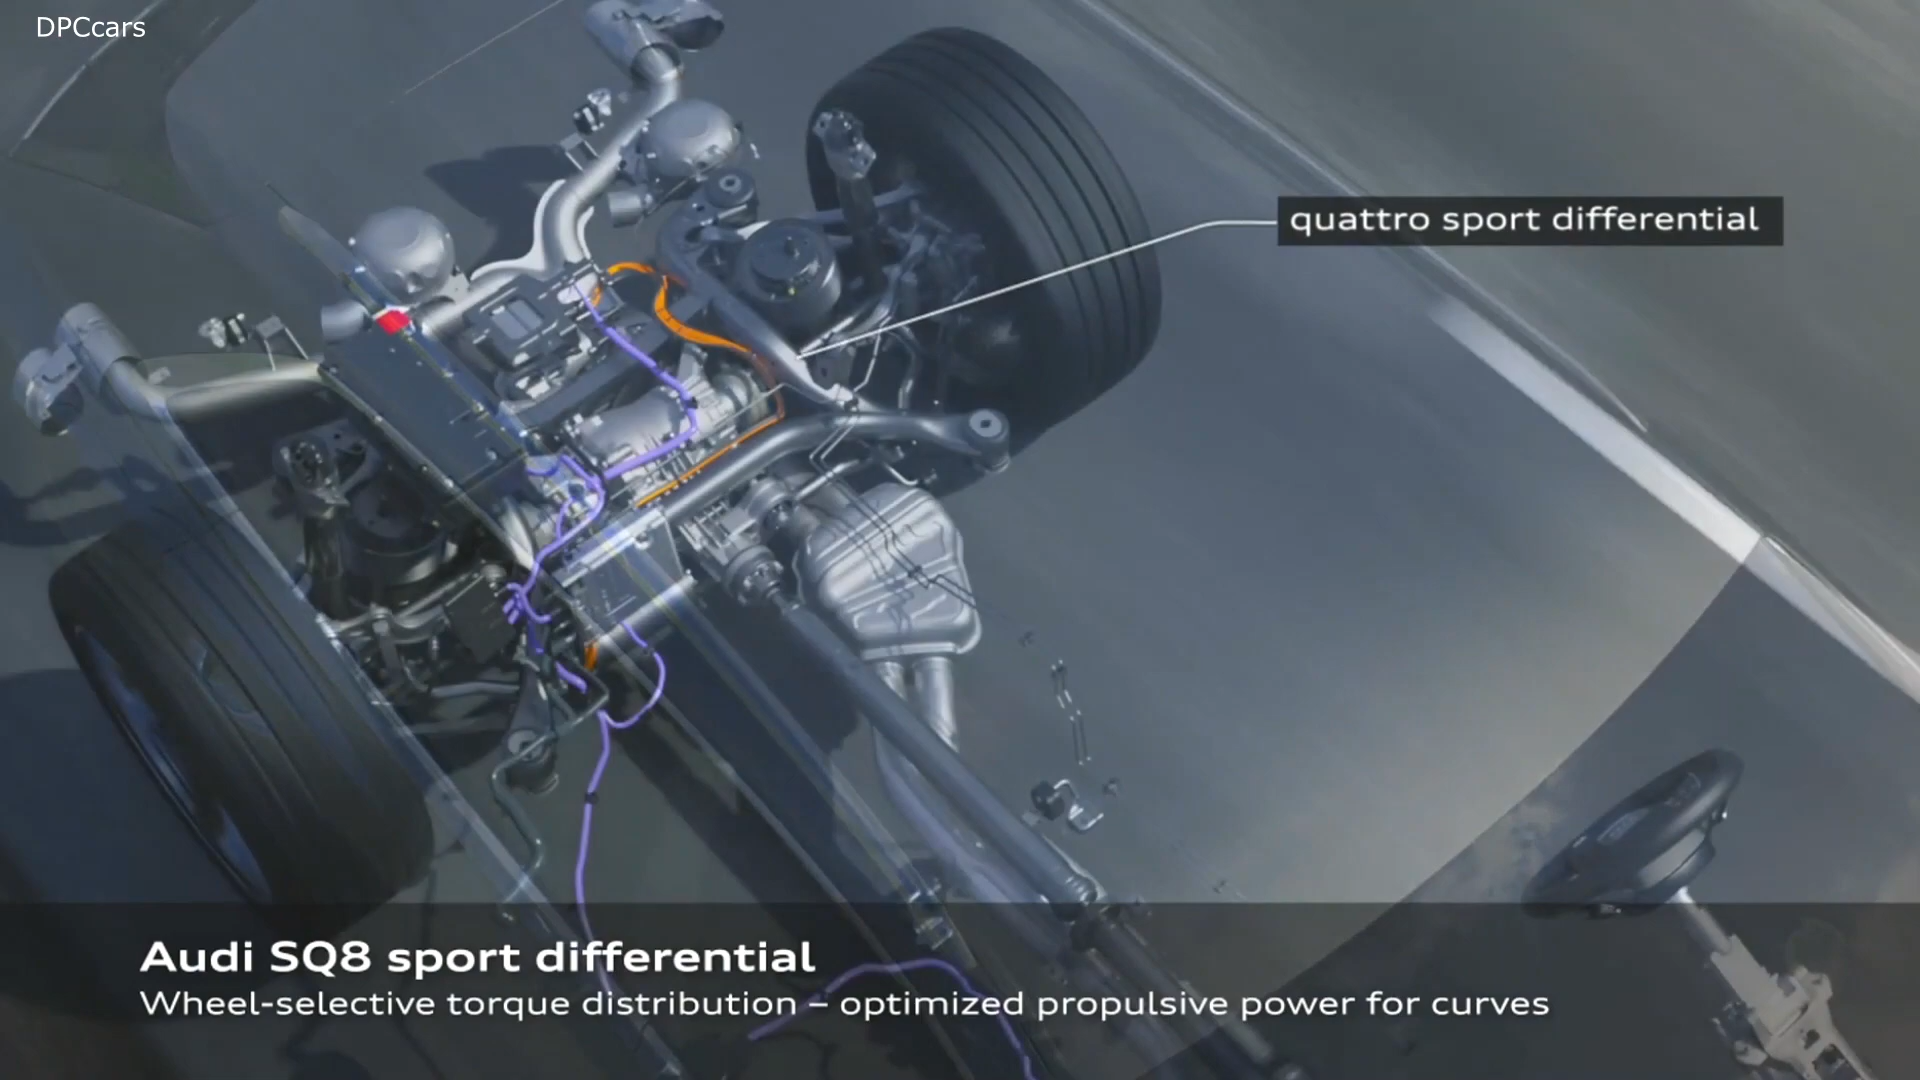 DPCcars
quattro sport differential
Audi SQ8 sport differential
Wheel-selective torque distribution – optimized propulsive power for curves